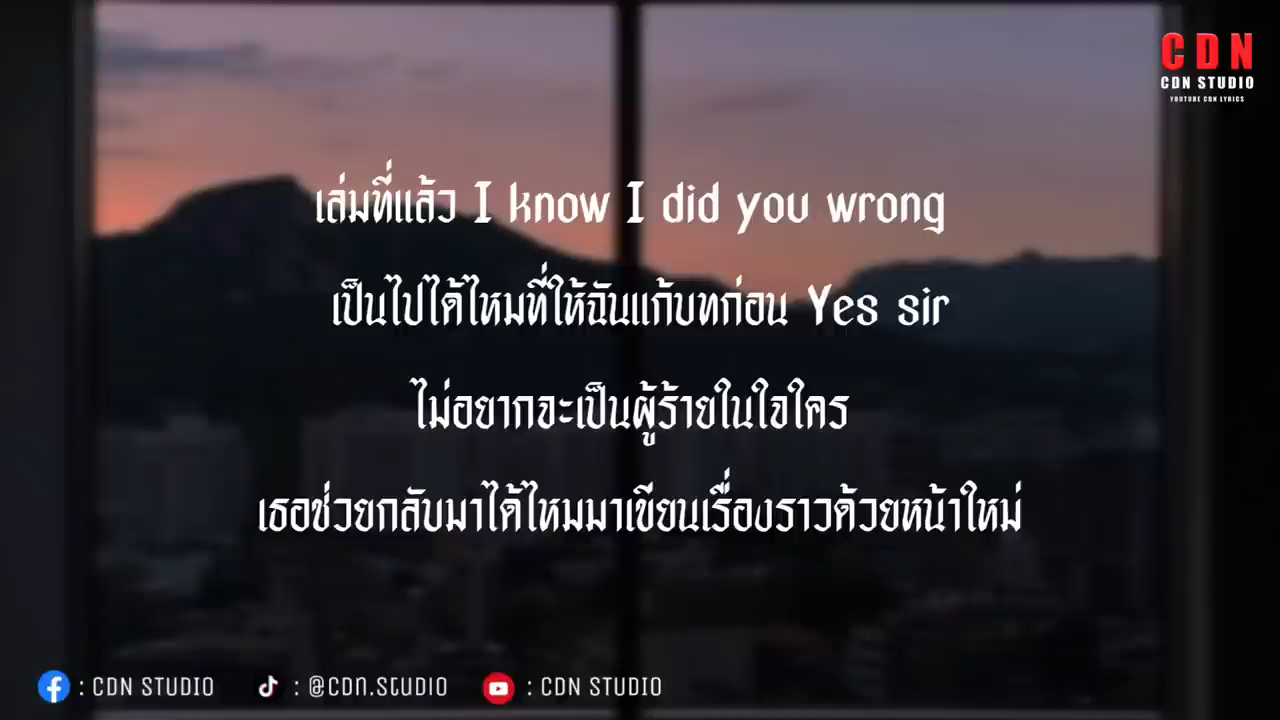 CDN
CDN STUDIO
YOUTUBE CDN LYRICS
เล่มที่แล้ว I know I did you wrong
เป็นไปได้ไหมที่ให้ฉันแก้บทก่อน Yes sir
ไม่อยากจะเป็นผู้ร้ายในใจใคร
เธอช่วยกลับมาได้ไหมมาเขียนเรื่องราวด้วยหน้าใหม่
: CDN STUDIO : @CDN.STUDIO : CDN STUDIO